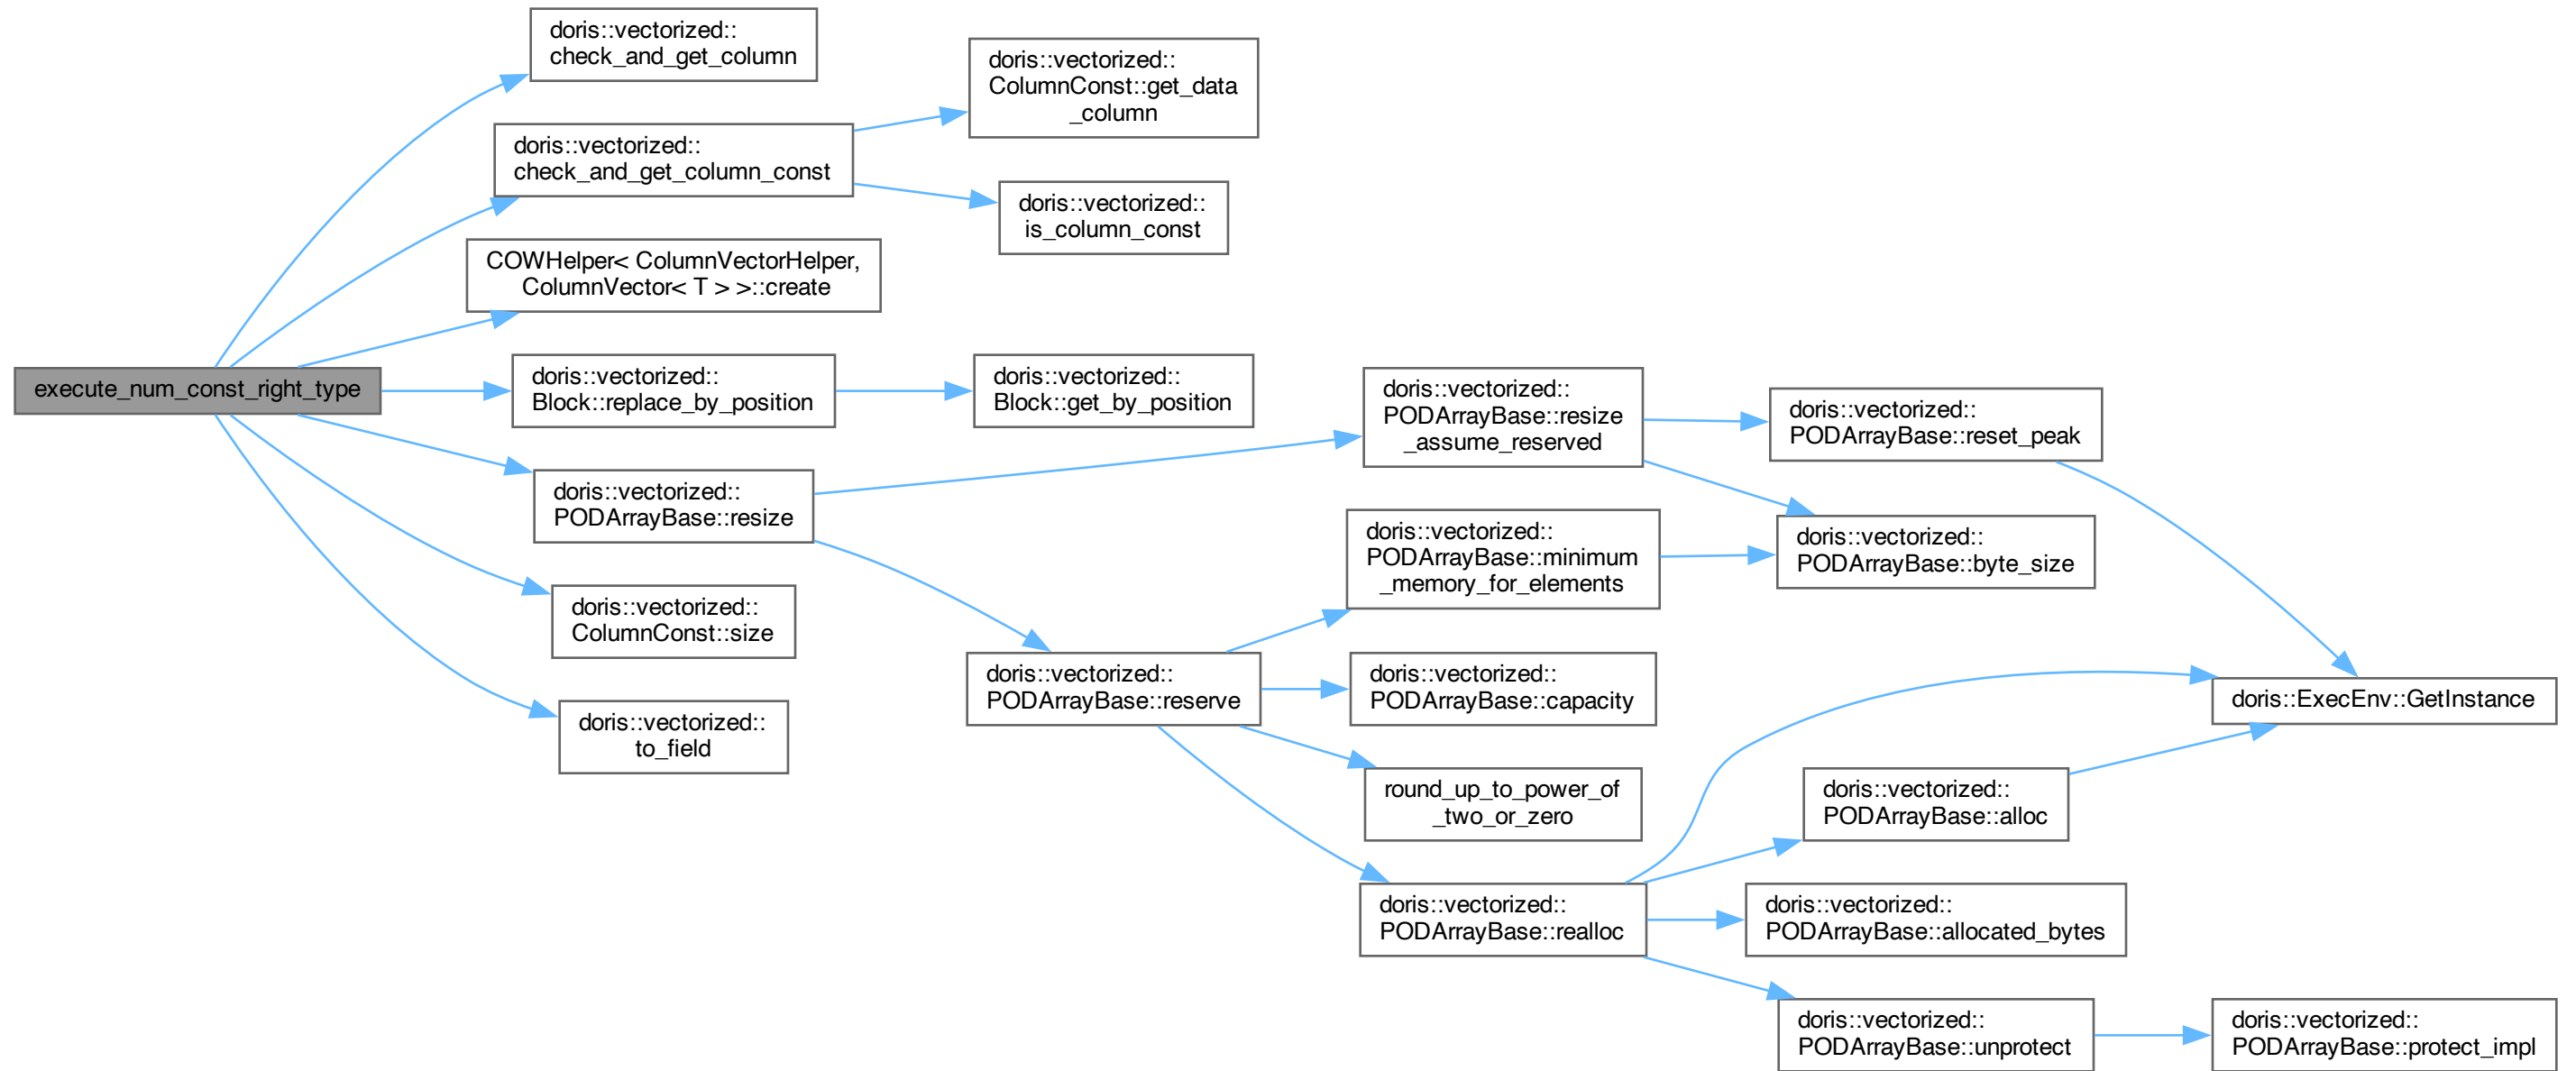 execute_num_const_right_type
doris::vectorized::
check_and_get_column
doris::vectorized::
check_and_get_column_const
doris::vectorized::
ColumnConst::get_data
_column
doris::vectorized::
is_column_const
COWHelper< ColumnVectorHelper,
ColumnVector< T > >::create
doris::vectorized::
Block::replace_by_position
doris::vectorized::
Block::get_by_position
doris::vectorized::
PODArrayBase::resize
doris::vectorized::
PODArrayBase::resize
_assume_reserved
doris::vectorized::
PODArrayBase::reset_peak
doris::vectorized::
PODArrayBase::byte_size
doris::vectorized::
PODArrayBase::minimum
_memory_for_elements
doris::vectorized::
PODArrayBase::reserve
doris::vectorized::
PODArrayBase::capacity
round_up_to_power_of
_two_or_zero
doris::vectorized::
PODArrayBase::realloc
doris::ExecEnv::GetInstance
doris::vectorized::
PODArrayBase::alloc
doris::vectorized::
PODArrayBase::allocated_bytes
doris::vectorized::
PODArrayBase::unprotect
doris::vectorized::
PODArrayBase::protect_impl
doris::vectorized::
ColumnConst::size
doris::vectorized::
to_field